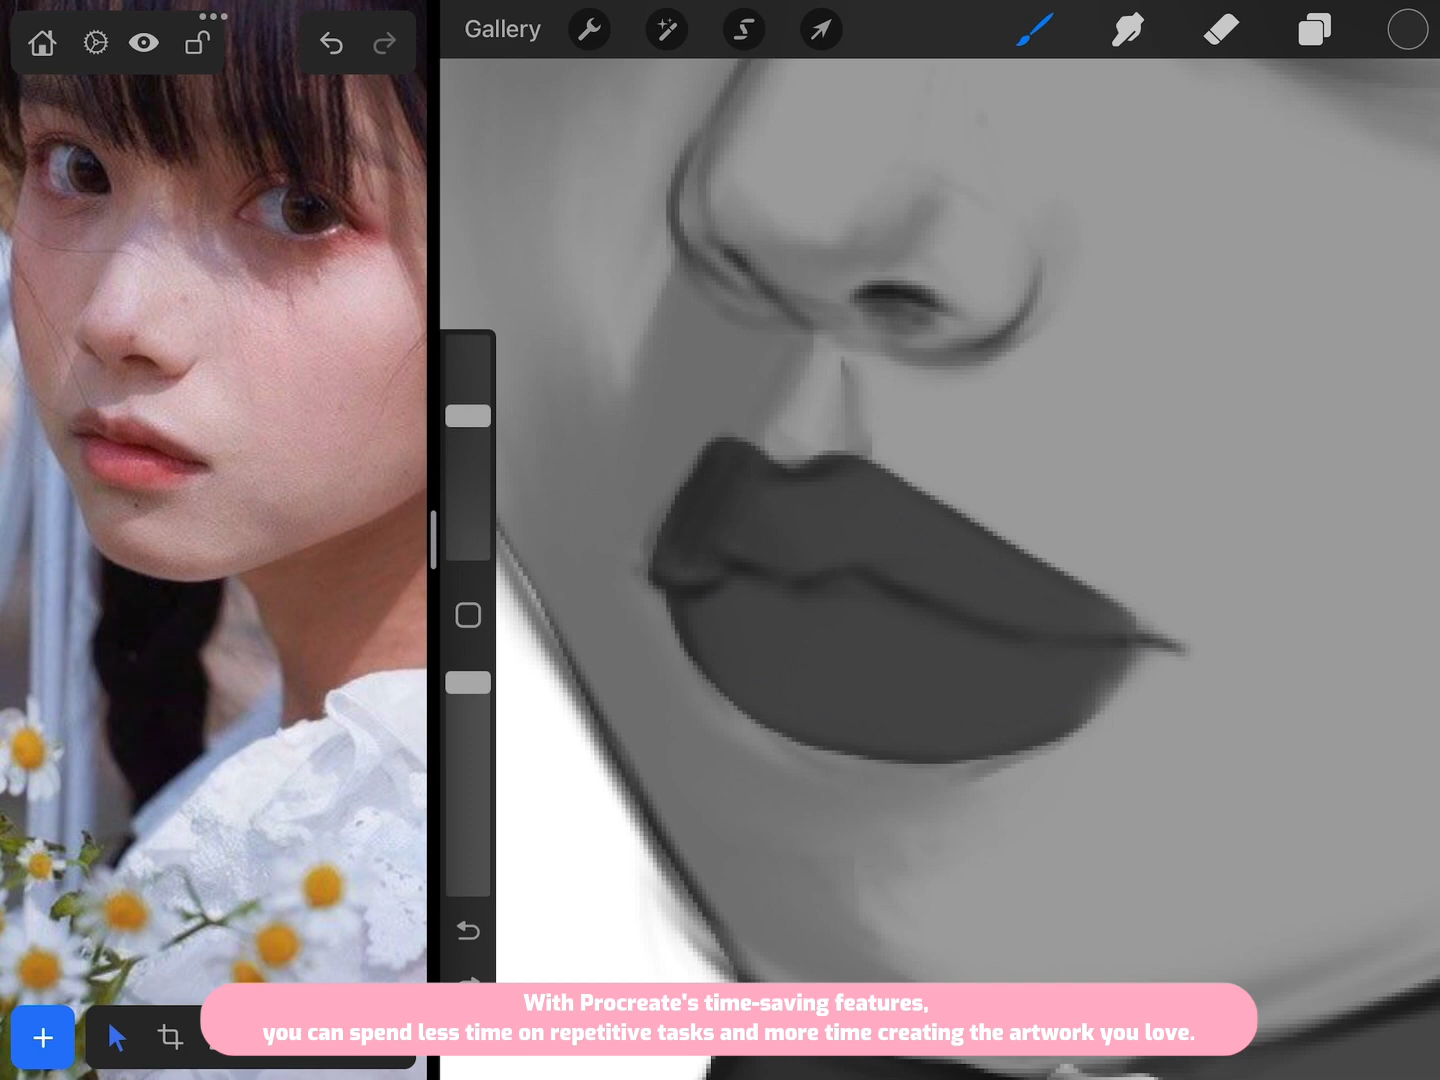 Gallery
With Procreate's time-saving features,
you can spend less time on repetitive tasks and more time creating the artwork you love.